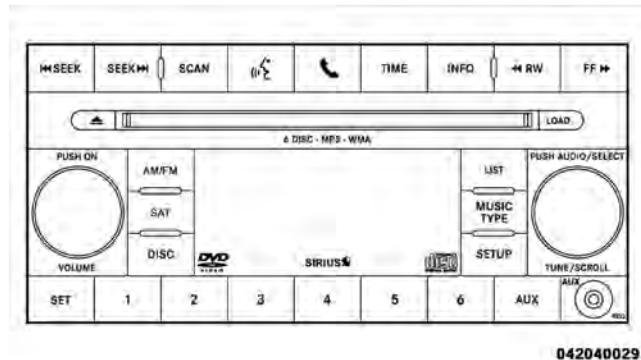 SEEK SEEK SCAN TIME INFO RW FF
LOAD
6 DISC - MP3 - WMA
PUSH ON
PUSH AUDIO/SELECT
AM/FM
LIST
SAT
MUSIC
TYPE
DISC
SETUP
DVD
VIDEO
SIRIUS
VOLUME
TUNE/SCROLL
SET 1 2 3 4 5 6 AUX
AUX
042040029